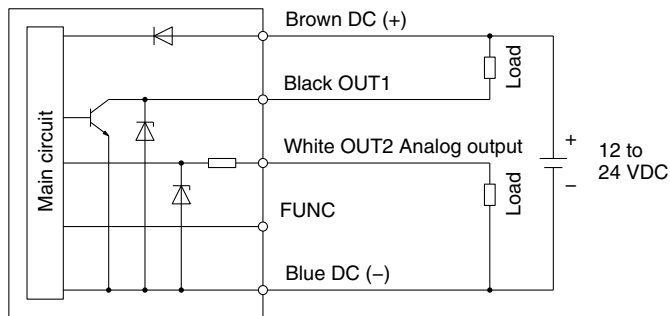 Brown DC (+)
Main circuit
Black OUT1
Load
White OUT2 Analog output
+
12 to
24 VDC
−
Load
FUNC
Blue DC (−)